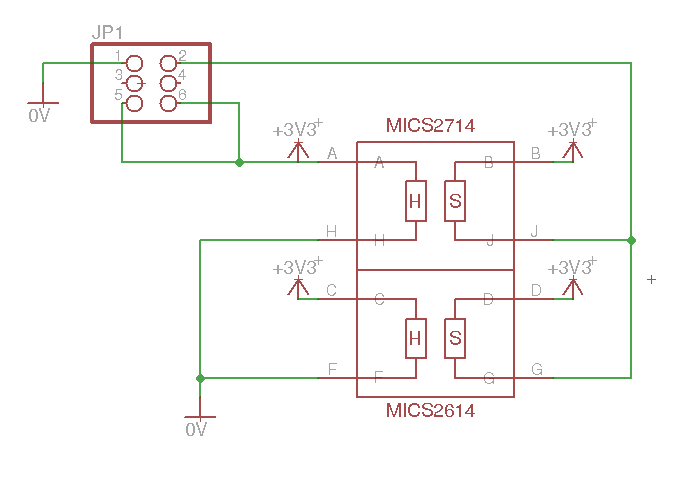 JP1
1 2
3 4
5 6
0V
MICS2714
+3V3 +3V3
A A B B
H S
H H J J
+3V3 +3V3
C C D D
H S
F F G G
MICS2614
0V